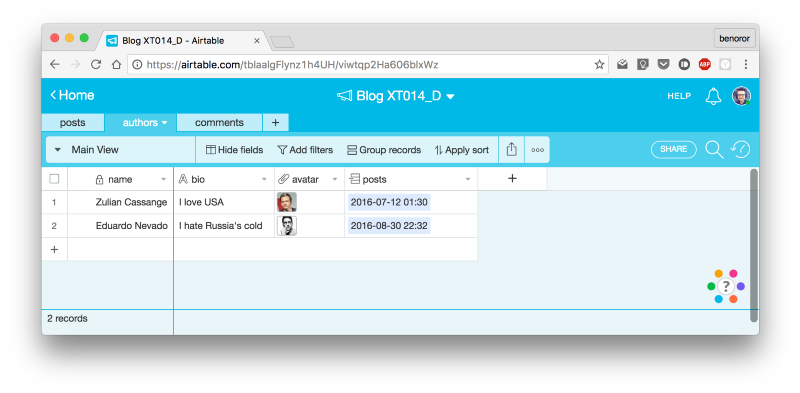 Blog XT014_D - Airtable
benoror
https://airtable.com/tblaalgFlynz1h4UH/viwtqp2Ha606blxWz
ABP
Home
Blog XT014_D
HELP
posts
authors
comments
+
Main View
Hide fields
Add filters
Group records
Apply sort
SHARE
name
bio
avatar
posts
+
1
Zulian Cassange
I love USA
2016-07-12 01:30
2
Eduardo Nevado
I hate Russia's cold
2016-08-30 22:32
+
?
2 records